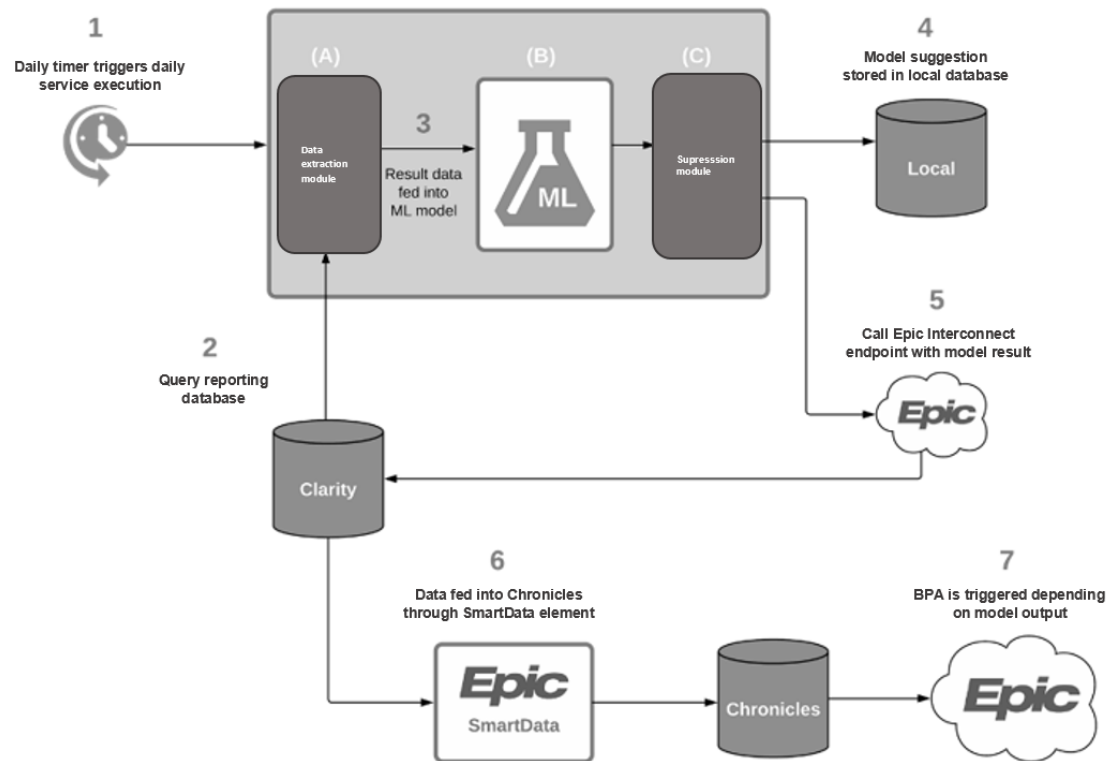 1
Daily timer triggers daily
service execution
(A)
Data
extraction
module
3
Result data
fed into
ML model
(B)
ML
(C)
Supresssion
module
4
Model suggestion
stored in local database
Local
5
Call Epic Interconnect
endpoint with model result
Epic
2
Query reporting
database
Clarity
6
Data fed into Chronicles
through SmartData element
Epic
SmartData
Chronicles
7
BPA is triggered depending
on model output
Epic